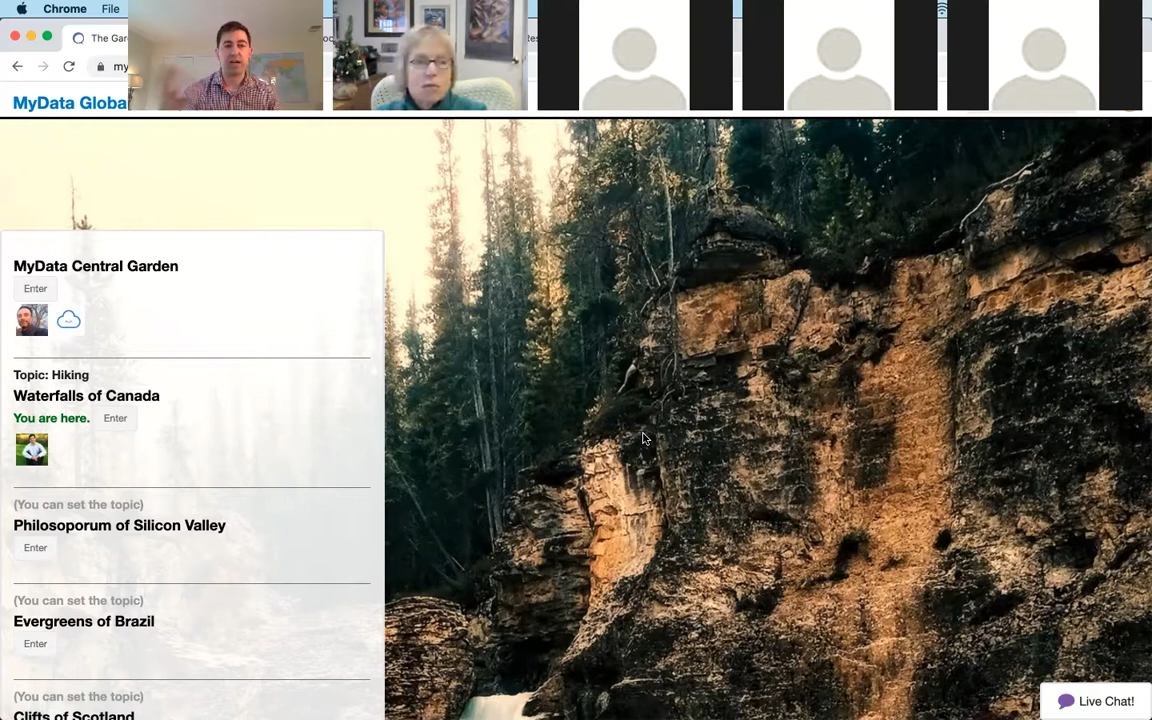 Chrome File
The Gar
my
MyData Globa
MyData Central Garden
Enter
Topic: Hiking
Waterfalls of Canada
You are here. Enter
(You can set the topic)
Philosoporum of Silicon Valley
Enter
(You can set the topic)
Evergreens of Brazil
Enter
(You can set the topic)
Clifts of Scotland
Live Chat!